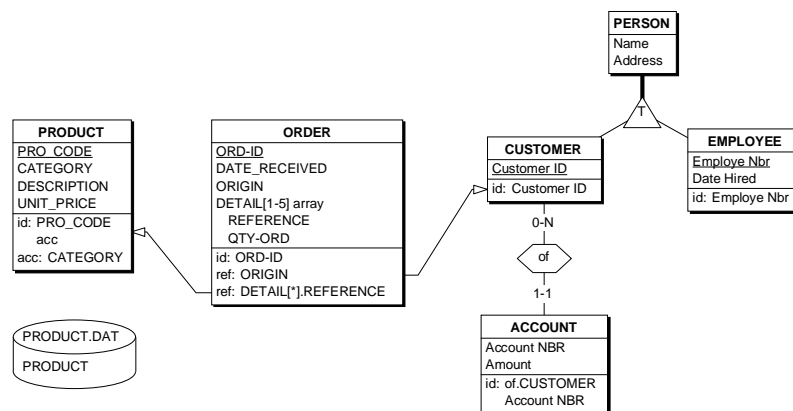 PERSON
Name
Address
T
PRODUCT
PRO_CODE
CATEGORY
DESCRIPTION
UNIT_PRICE
id: PRO_CODE
acc
acc: CATEGORY
ORDER
ORD-ID
DATE_RECEIVED
ORIGIN
DETAIL[1-5] array
REFERENCE
QTY-ORD
id: ORD-ID
ref: ORIGIN
ref: DETAIL[*].REFERENCE
CUSTOMER
Customer ID
id: Customer ID
EMPLOYEE
Employe Nbr
Date Hired
id: Employe Nbr
0-N
of
1-1
ACCOUNT
Account NBR
Amount
id: of.CUSTOMER
Account NBR
PRODUCT.DAT
PRODUCT